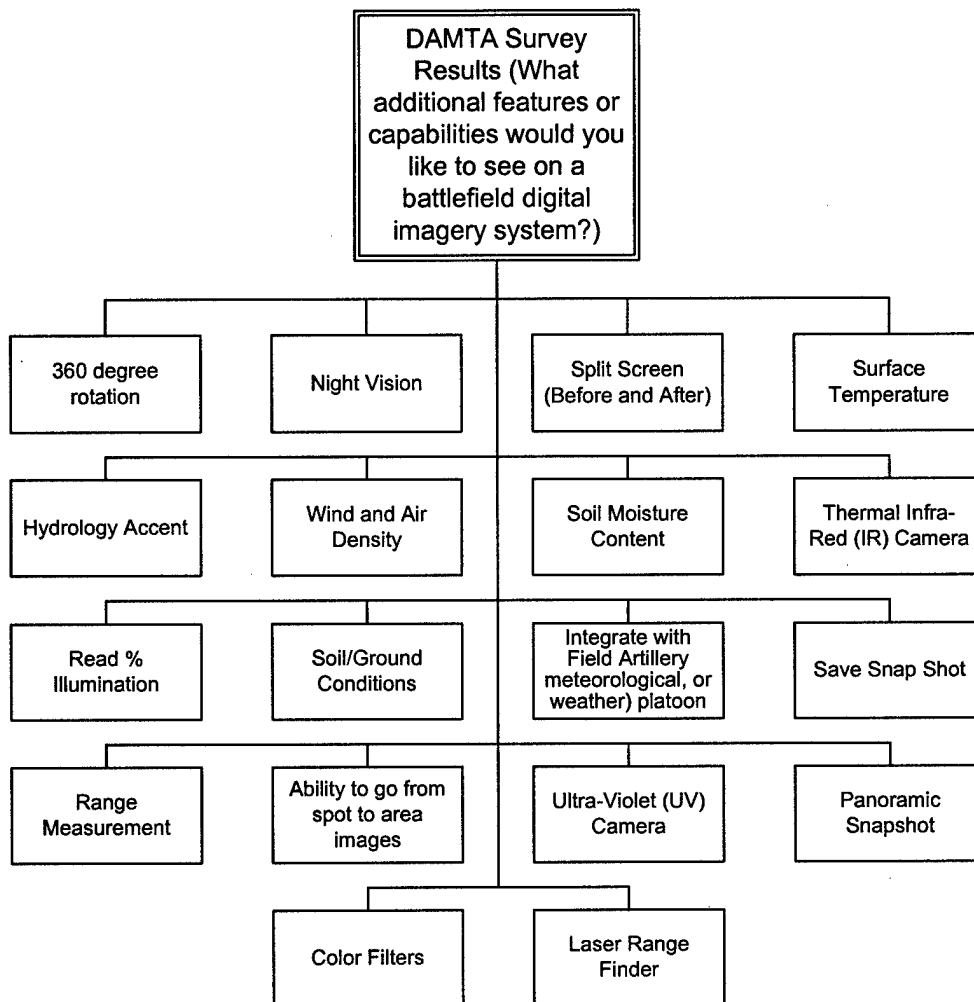 DAMTA Survey
Results (What
additional features or
capabilities would you
like to see on a
battlefield digital
imagery system?)
360 degree
rotation
Night Vision
Split Screen
(Before and After)
Surface
Temperature
Hydrology Accent
Wind and Air
Density
Soil Moisture
Content
Thermal Infra-
Red (IR) Camera
Read %
Illumination
Soil/Ground
Conditions
Integrate with
Field Artillery
meteorological, or
weather) platoon
Save Snap Shot
Range
Measurement
Ability to go from
spot to area
images
Ultra-Violet (UV)
Camera
Panoramic
Snapshot
Color Filters
Laser Range
Finder